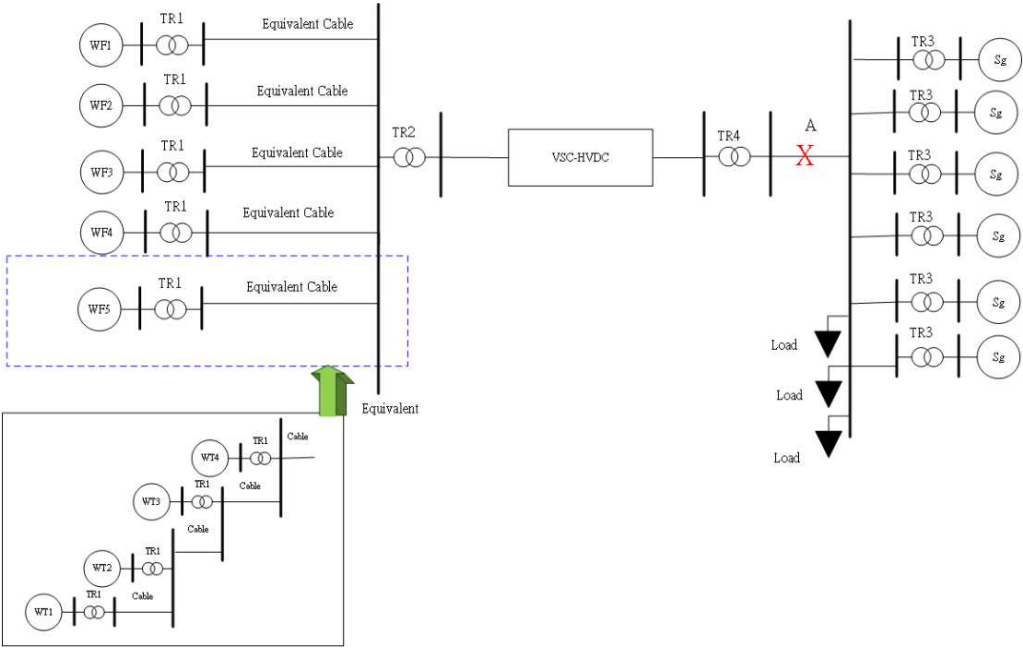 TR1
Equivalent Cable
WF1
TR1
Equivalent Cable
WF2
TR1
Equivalent Cable
WF3
TR1
Equivalent Cable
WF4
TR1
Equivalent Cable
WF5
Equivalent
TR2
VSC-HVDC
TR4
A
X
TR3
Sg
TR3
Sg
TR3
Sg
TR3
Sg
TR3
Sg
TR3
Sg
Load
Load
Load
Cable
TR1
WT4
Cable
TR1
WT3
Cable
TR1
WT2
Cable
TR1
WT1